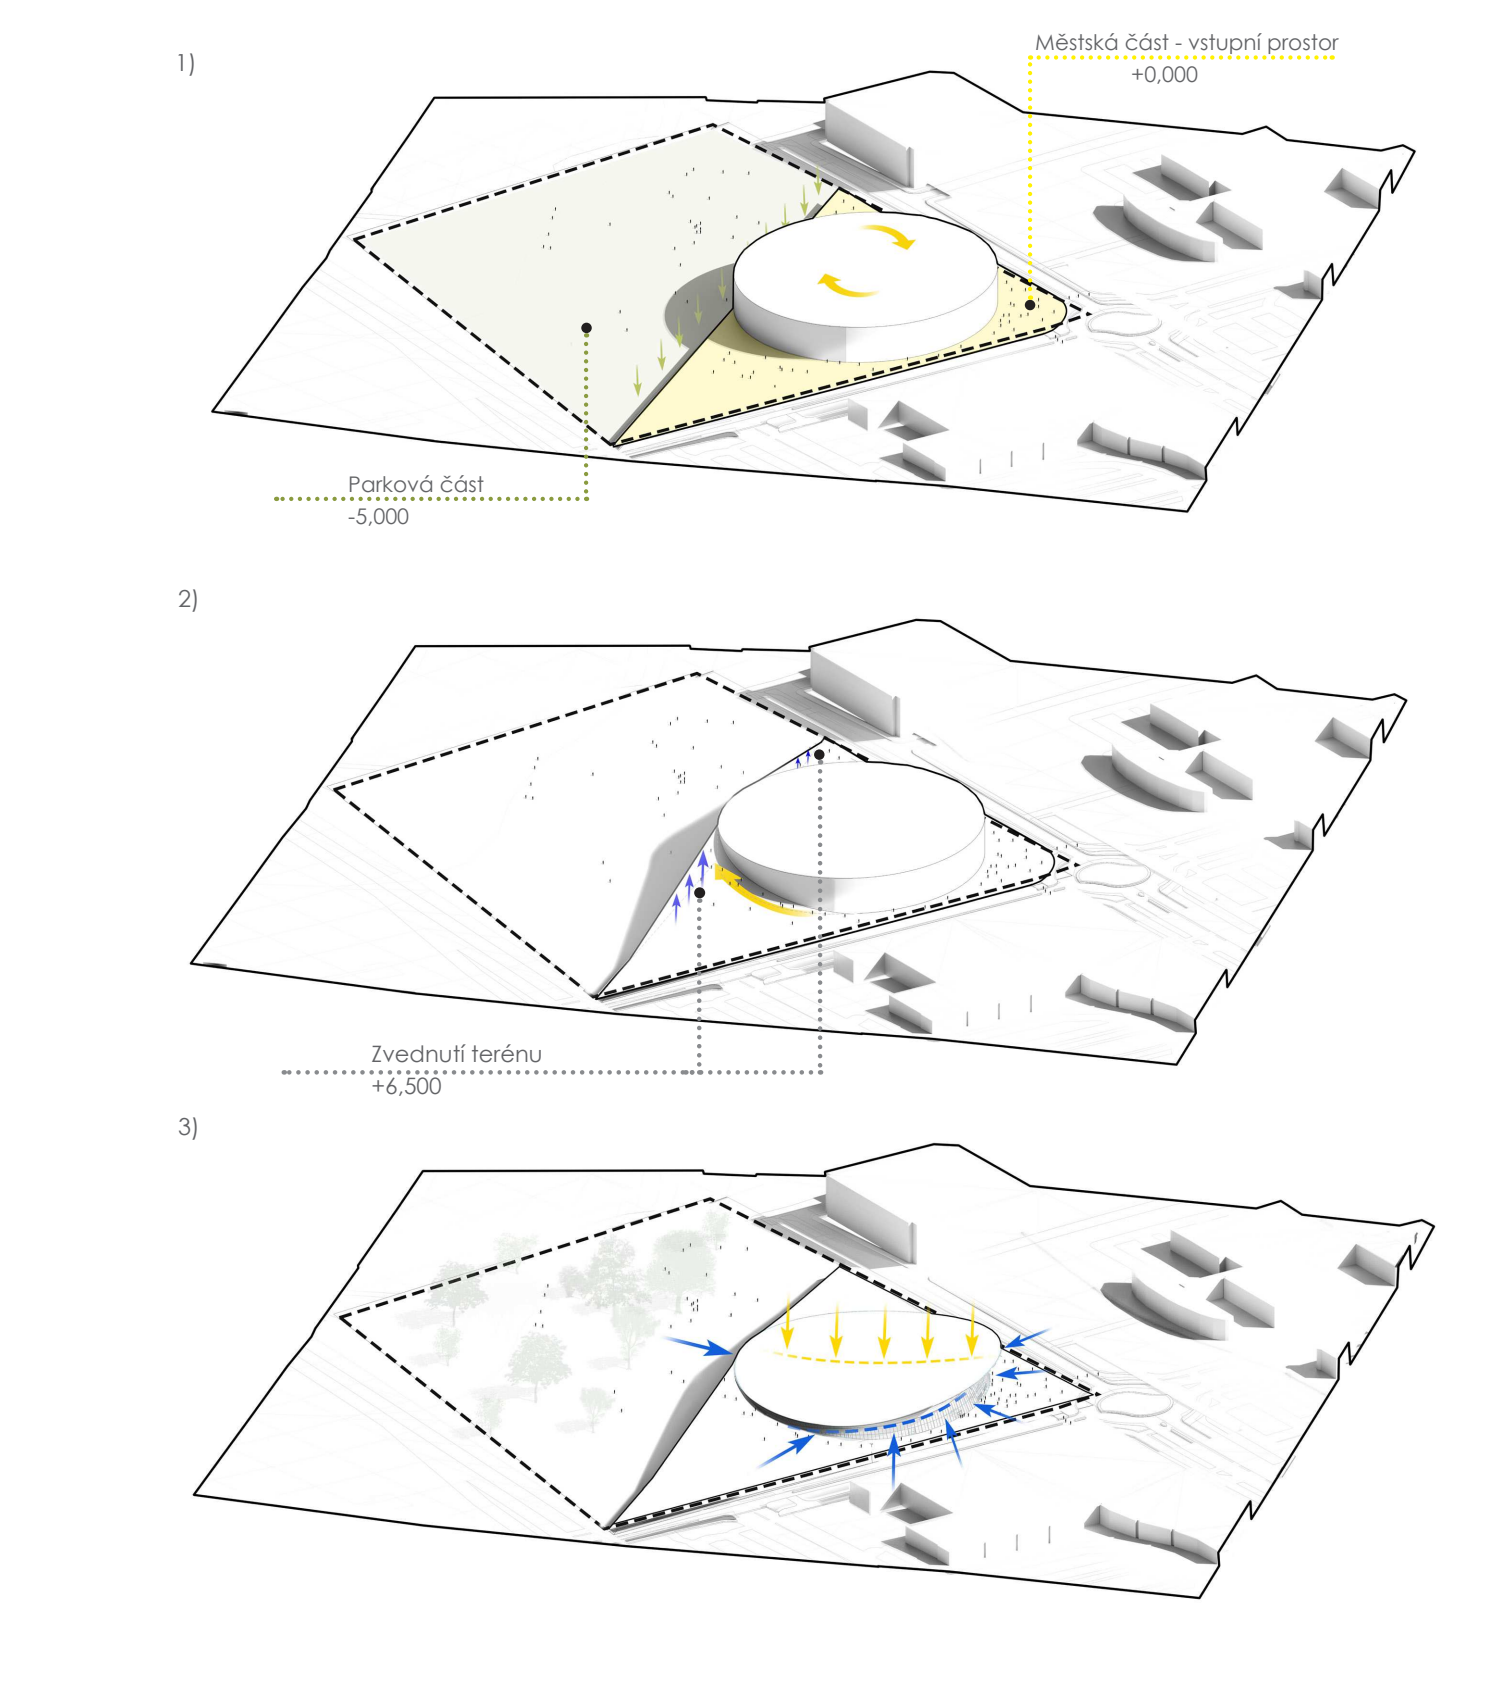 1)
Městská část - vstupní prostor
+0,000
Parková část
-5,000
2)
Zvednutí terénu
+6,500
3)